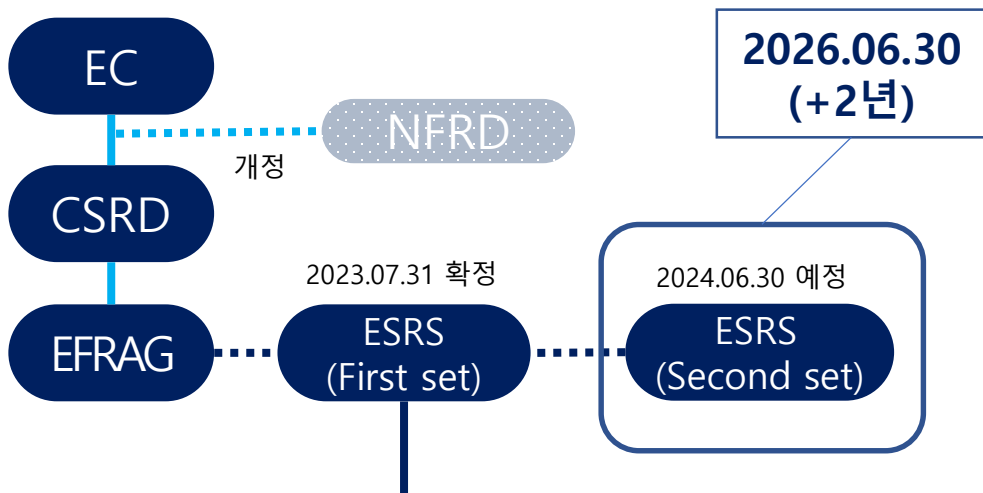 EC
2026.06.30
(+2년)
NFRD
개정
CSRD
2023.07.31 확정
2024.06.30 예정
EFRAG
ESRS
(First set)
ESRS
(Second set)